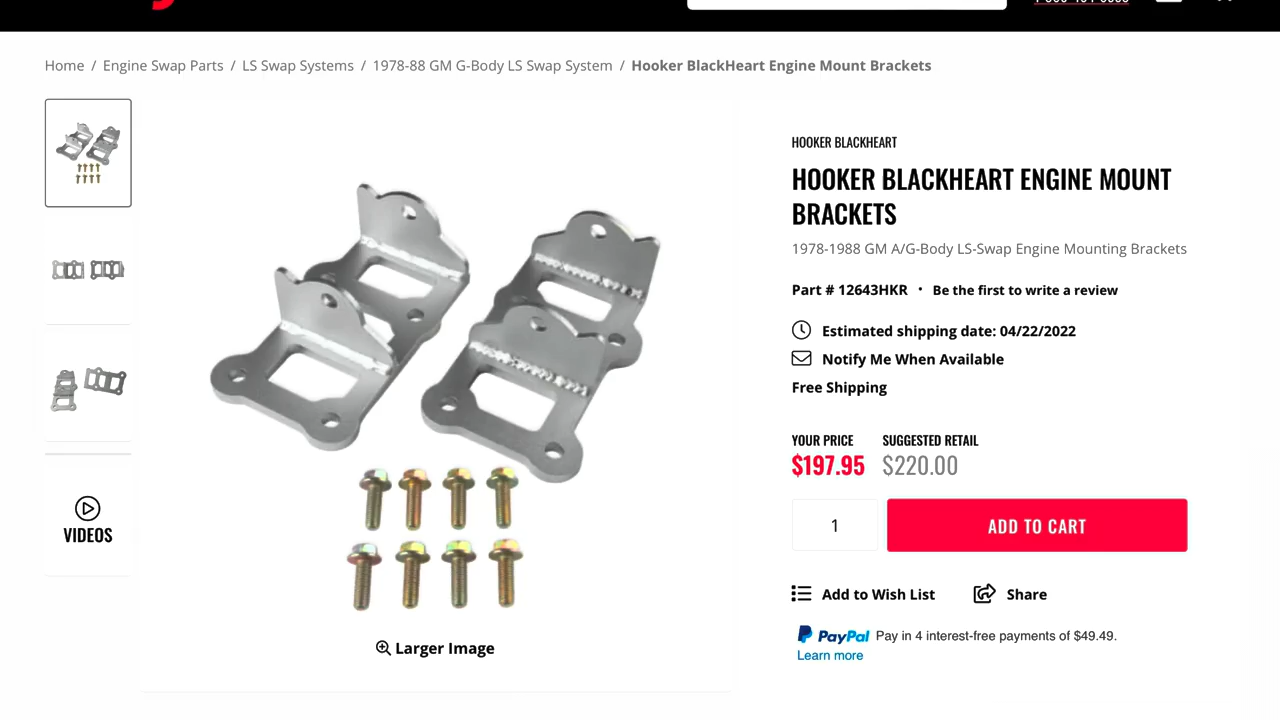 Home / Engine Swap Parts / LS Swap Systems / 1978-88 GM G-Body LS Swap System / Hooker BlackHeart Engine Mount Brackets
HOOKER BLACKHEART
HOOKER BLACKHEART ENGINE MOUNT
BRACKETS
1978-1988 GM A/G-Body LS-Swap Engine Mounting Brackets
Part # 12643HKR • Be the first to write a review
Estimated shipping date: 04/22/2022
Notify Me When Available
Free Shipping
YOUR PRICE SUGGESTED RETAIL
$197.95 $220.00
1 ADD TO CART
VIDEOS
Add to Wish List Share
PayPal Pay in 4 interest-free payments of $49.49.
Learn more
Larger Image